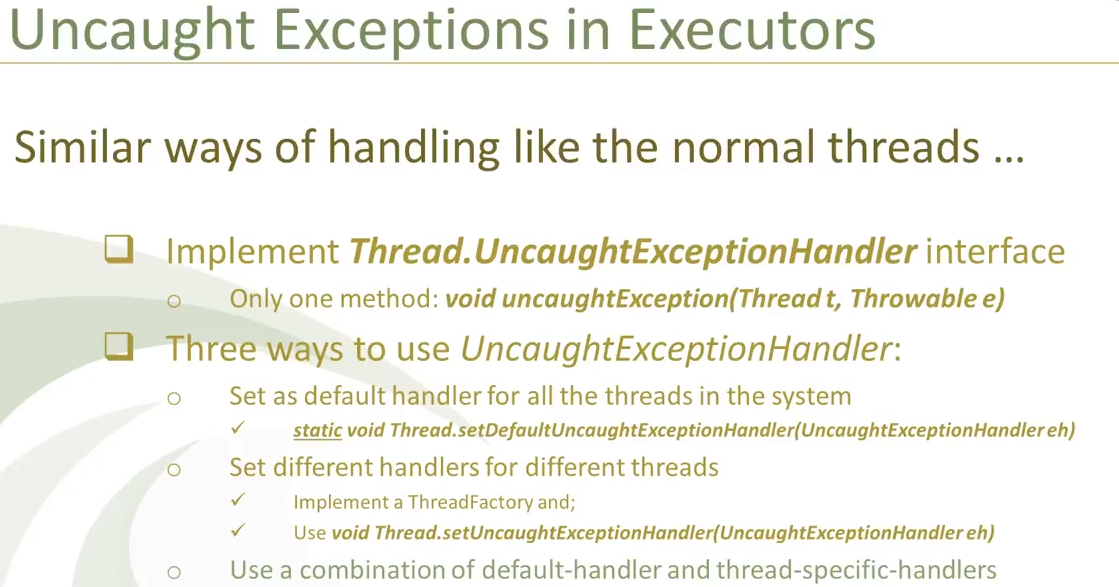 Uncaught Exceptions in Executors
Similar ways of handling like the normal threads ...
Implement Thread.UncaughtExceptionHandler interface
Only one method: void uncaughtException(Thread t, Throwable e)
Three ways to use UncaughtExceptionHandler:
Set as default handler for all the threads in the system
static void Thread.setDefaultUncaughtExceptionHandler(UncaughtExceptionHandler eh)
Set different handlers for different threads
Implement a ThreadFactory and;
Use void Thread.setUncaughtExceptionHandler(UncaughtExceptionHandler eh)
Use a combination of default-handler and thread-specific-handlers